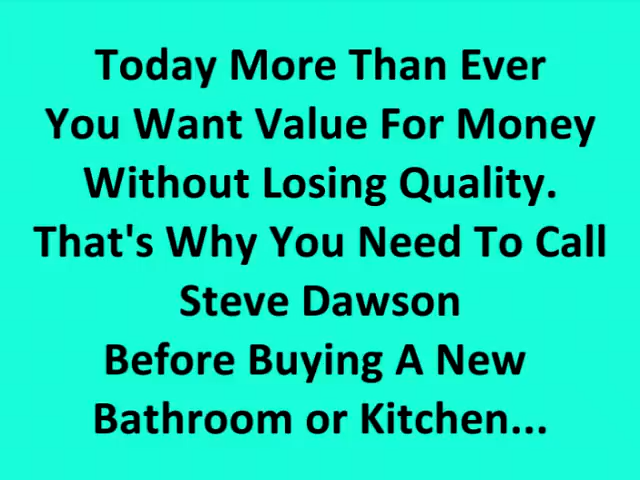 Today More Than Ever
You Want Value For Money
Without Losing Quality.
That's Why You Need To Call
Steve Dawson
Before Buying A New
Bathroom or Kitchen...